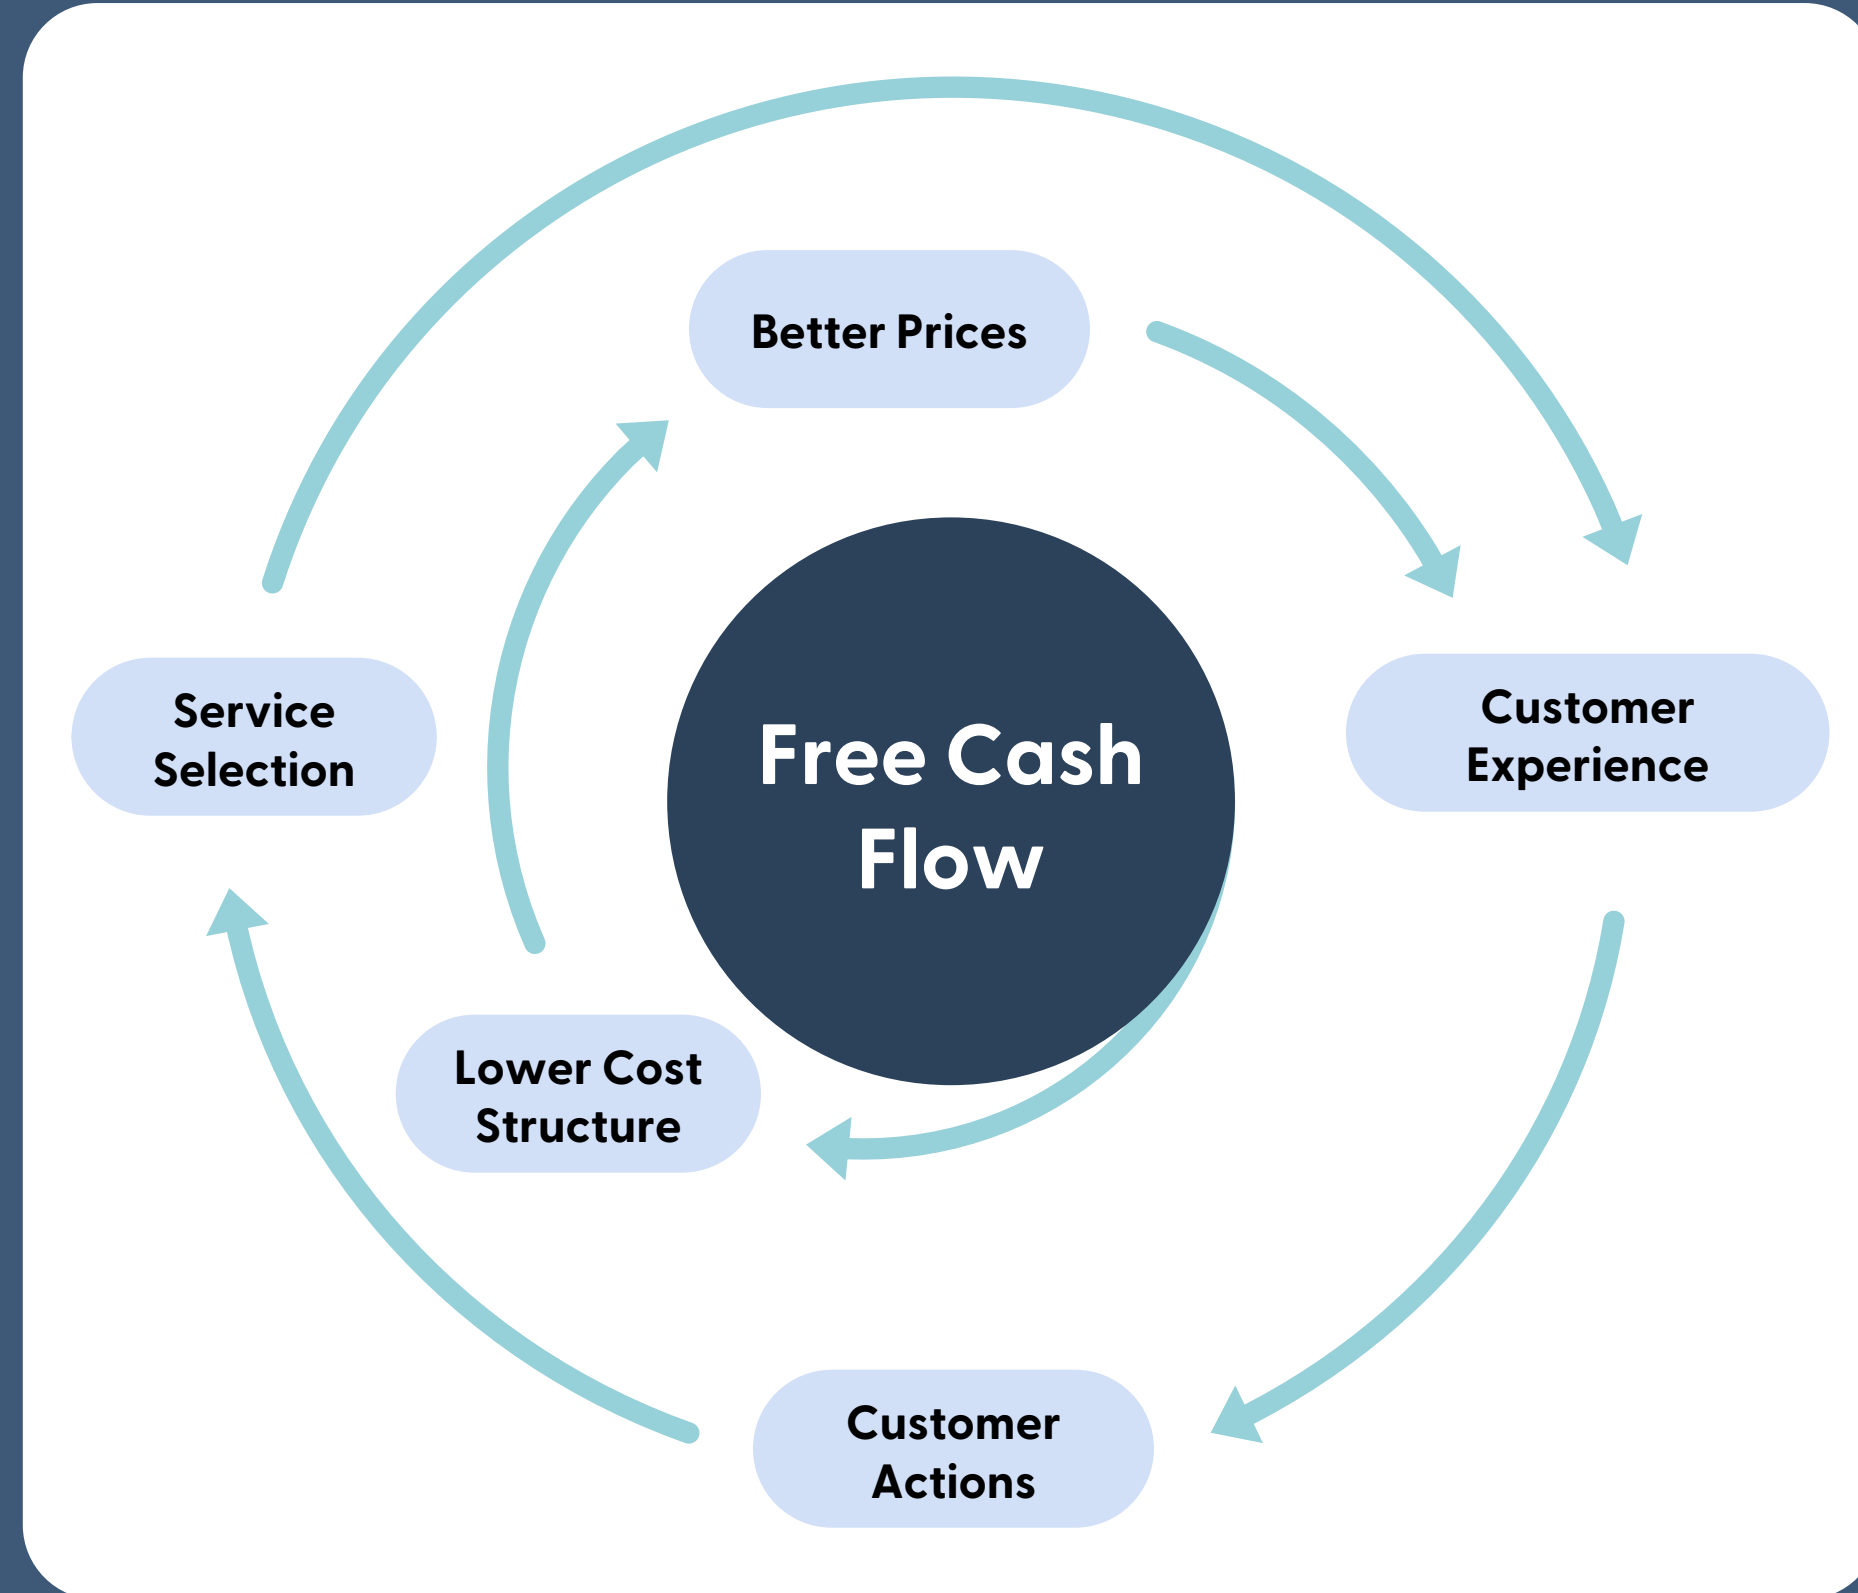 Better Prices
Service
Selection
Customer
Experience
Free Cash
Flow
Lower Cost
Structure
Customer
Actions